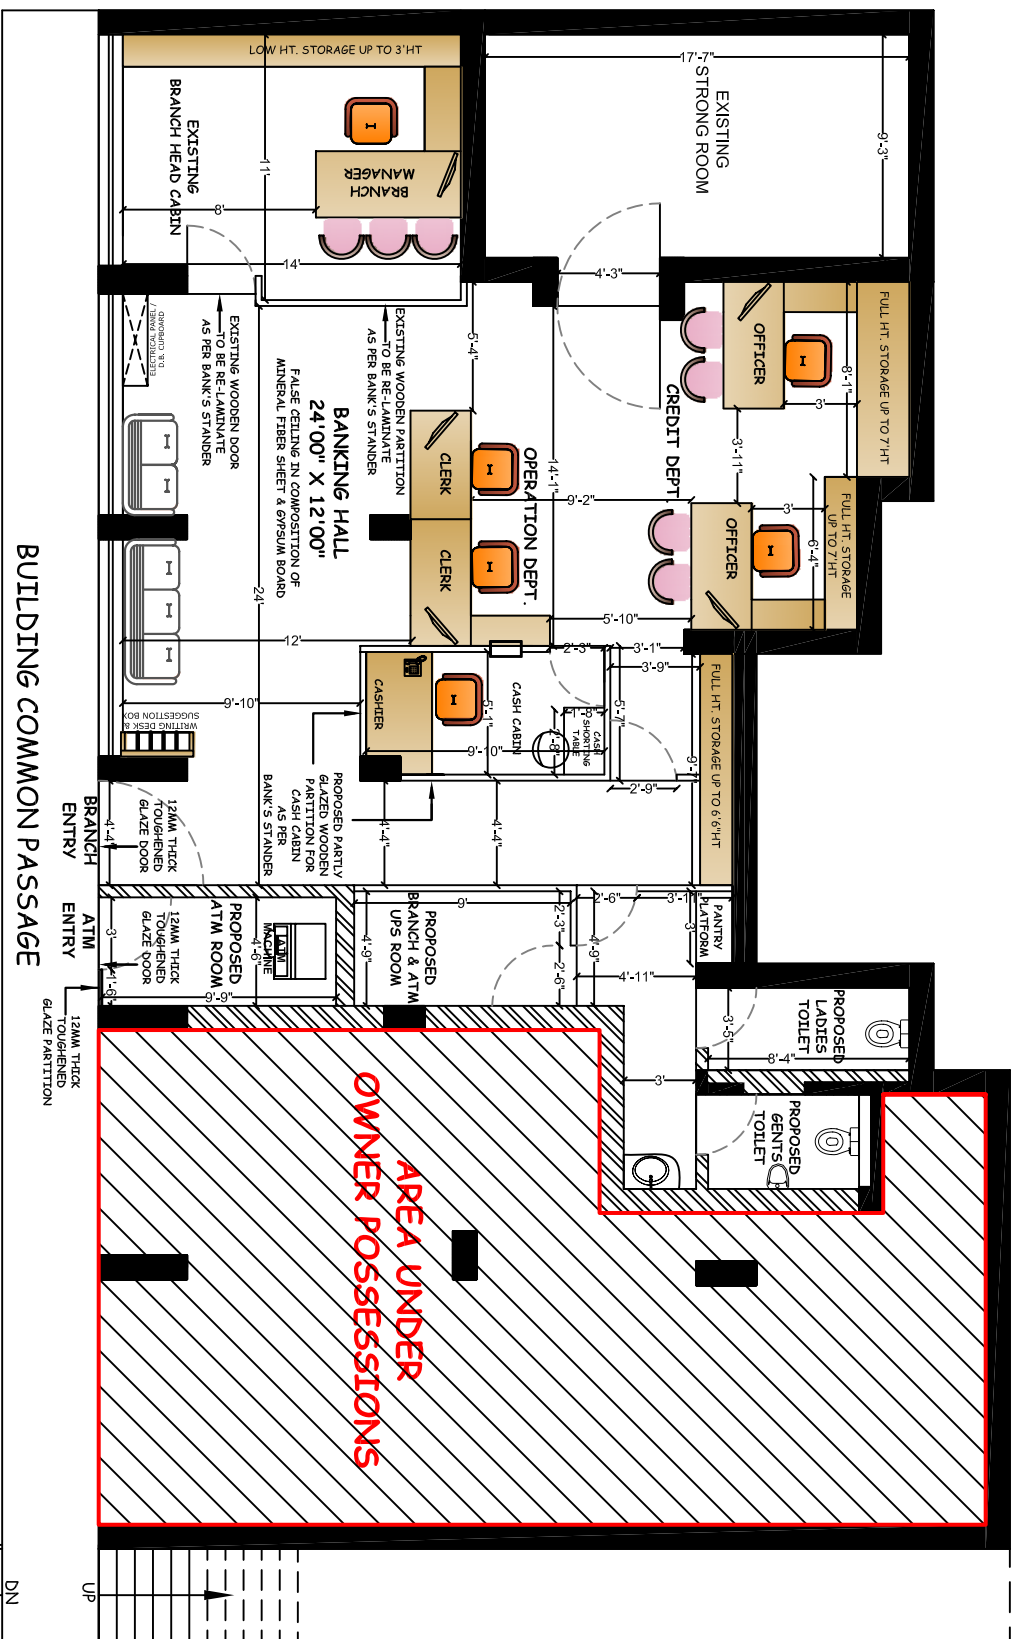 LOW HT. STORAGE UP TO 3'HT
EXISTING
BRANCH HEAD CABIN
BRANCH
MANAGER
11'
8'
14'
EXISTING
STRONG ROOM
17'-7"
9'-3"
4'-3"
FULL HT. STORAGE UP TO 7'HT
OFFICER
8'-1"
3'
3'-11"
CREDIT DEPT.
FULL HT. STORAGE
UP TO 7'HT
OFFICER
3'
6'-4"
5'-10"
5'-4"
14'-1"
9'-2"
OPERATION DEPT.
CLERK
CLERK
ELECTRICAL PANEL /
D.B. CUPBOARD
EXISTING WOODEN DOOR
TO BE RE-LAMINATE
AS PER BANK'S STANDER
EXISTING WOODEN PARTITION
TO BE RE-LAMINATE
AS PER BANK'S STANDER
BANKING HALL
24'00" X 12'00"
FALSE CEILING IN COMPOSITION OF
MINERAL FIBER SHEET & GYPSUM BOARD
24'
12'
9'-10"
WRITING DESK &
SUGGESTION BOX
CASHIER
CASH CABIN
5'-1"
9'-10"
CASH
SHORTING
TABLE
1'-8"
2'-8"
2'-3"
3'-1"
3'-9"
5'-7"
2'-9"
FULL HT. STORAGE UP TO 6'6"HT
PROPOSED PARTLY
GLAZED WOODEN
PARTITION FOR
CASH CABIN
AS PER
BANK'S STANDER
4'-4"
4'-4"
4'-4"
12MM THICK
TOUGHENED
GLAZE DOOR
BRANCH
ENTRY
ATM
ENTRY
12MM THICK
TOUGHENED
GLAZE DOOR
PROPOSED
ATM ROOM
ATM
MACHINE
3'
1'-6"
4'-6"
9'-9"
12MM THICK
TOUGHENED
GLAZE PARTITION
PROPOSED
BRANCH & ATM
UPS ROOM
9'
4'-9"
2'-3"
2'-6"
2'-6"
4'-9"
4'-11"
PANTRY
PLATFORM
3'
PROPOSED
LADIES
TOILET
3'-5"
8'-4"
PROPOSED
GENTS
TOILET
3'
AREA UNDER
OWNER POSSESSIONS
BUILDING COMMON PASSAGE
UP
DN